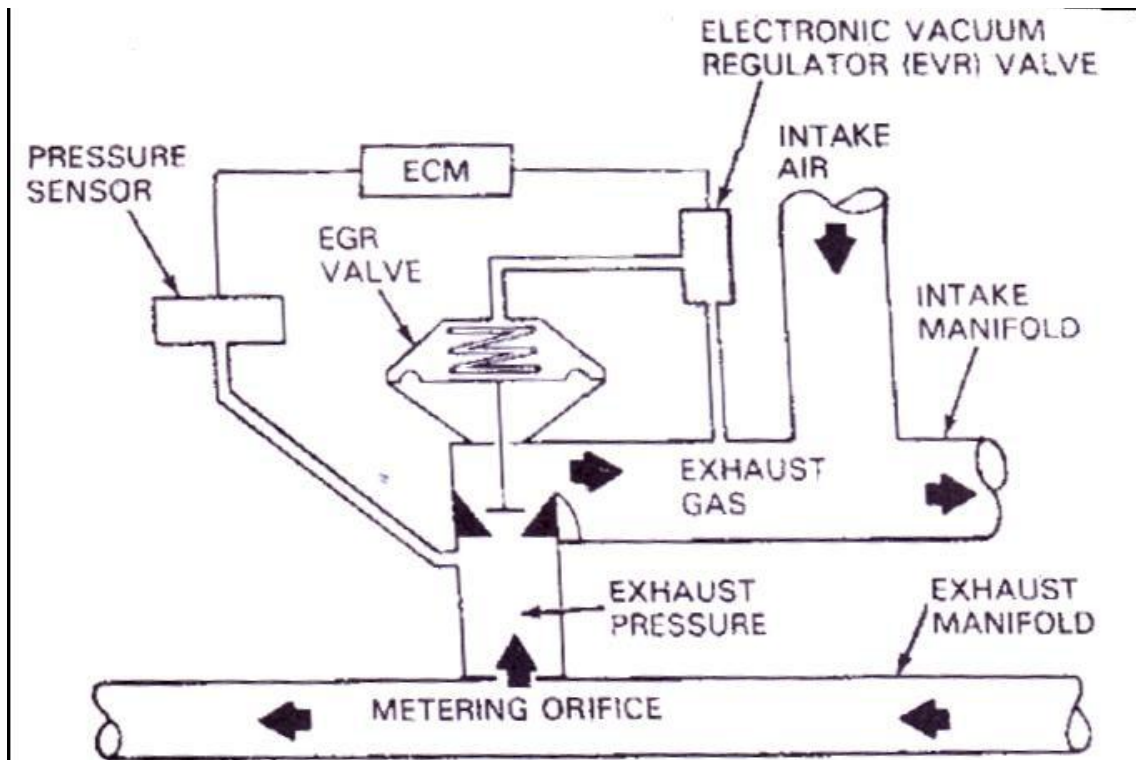 ELECTRONIC VACUUM
REGULATOR (EVR) VALVE
PRESSURE
SENSOR
ECM
INTAKE
AIR
EGR
VALVE
INTAKE
MANIFOLD
EXHAUST
GAS
EXHAUST
PRESSURE
EXHAUST
MANIFOLD
METERING ORIFICE